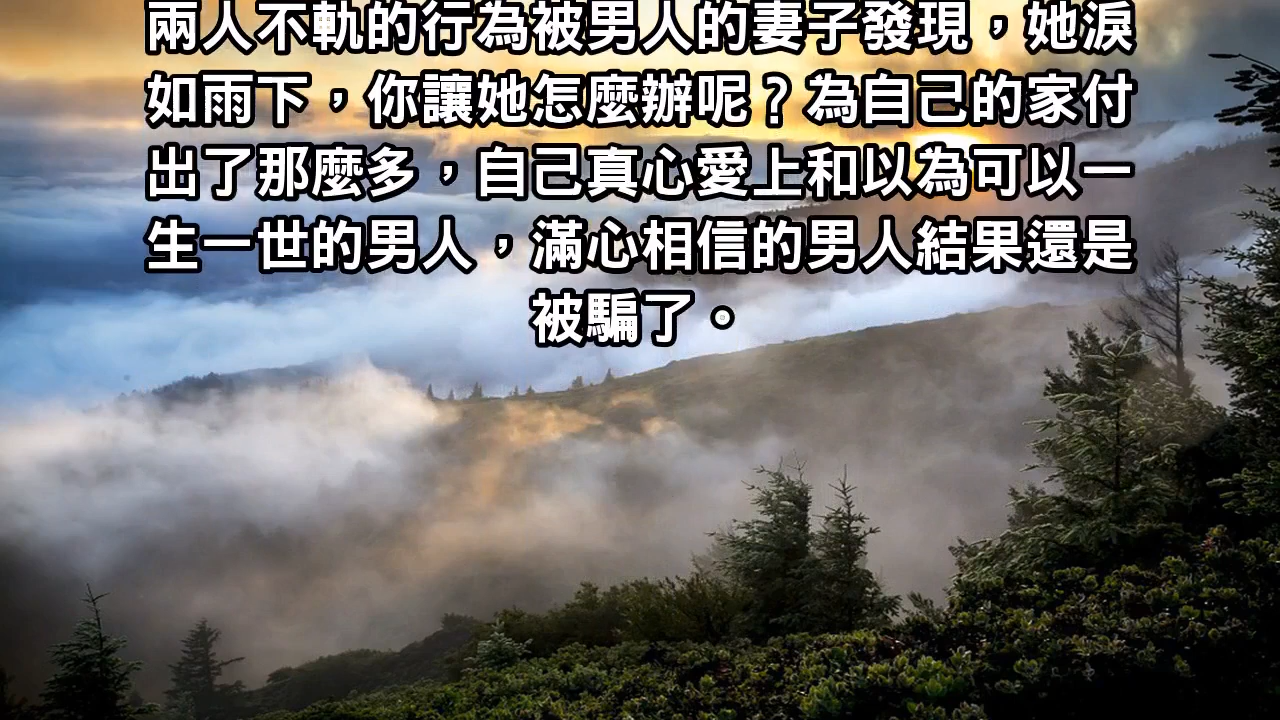 兩人不軌的行為被男人的妻子發現，她淚
如雨下，你讓她怎麼辦呢？為自己的家付
出了那麼多，自己真心愛上和以為可以一
生一世的男人，滿心相信的男人結果還是
被騙了。